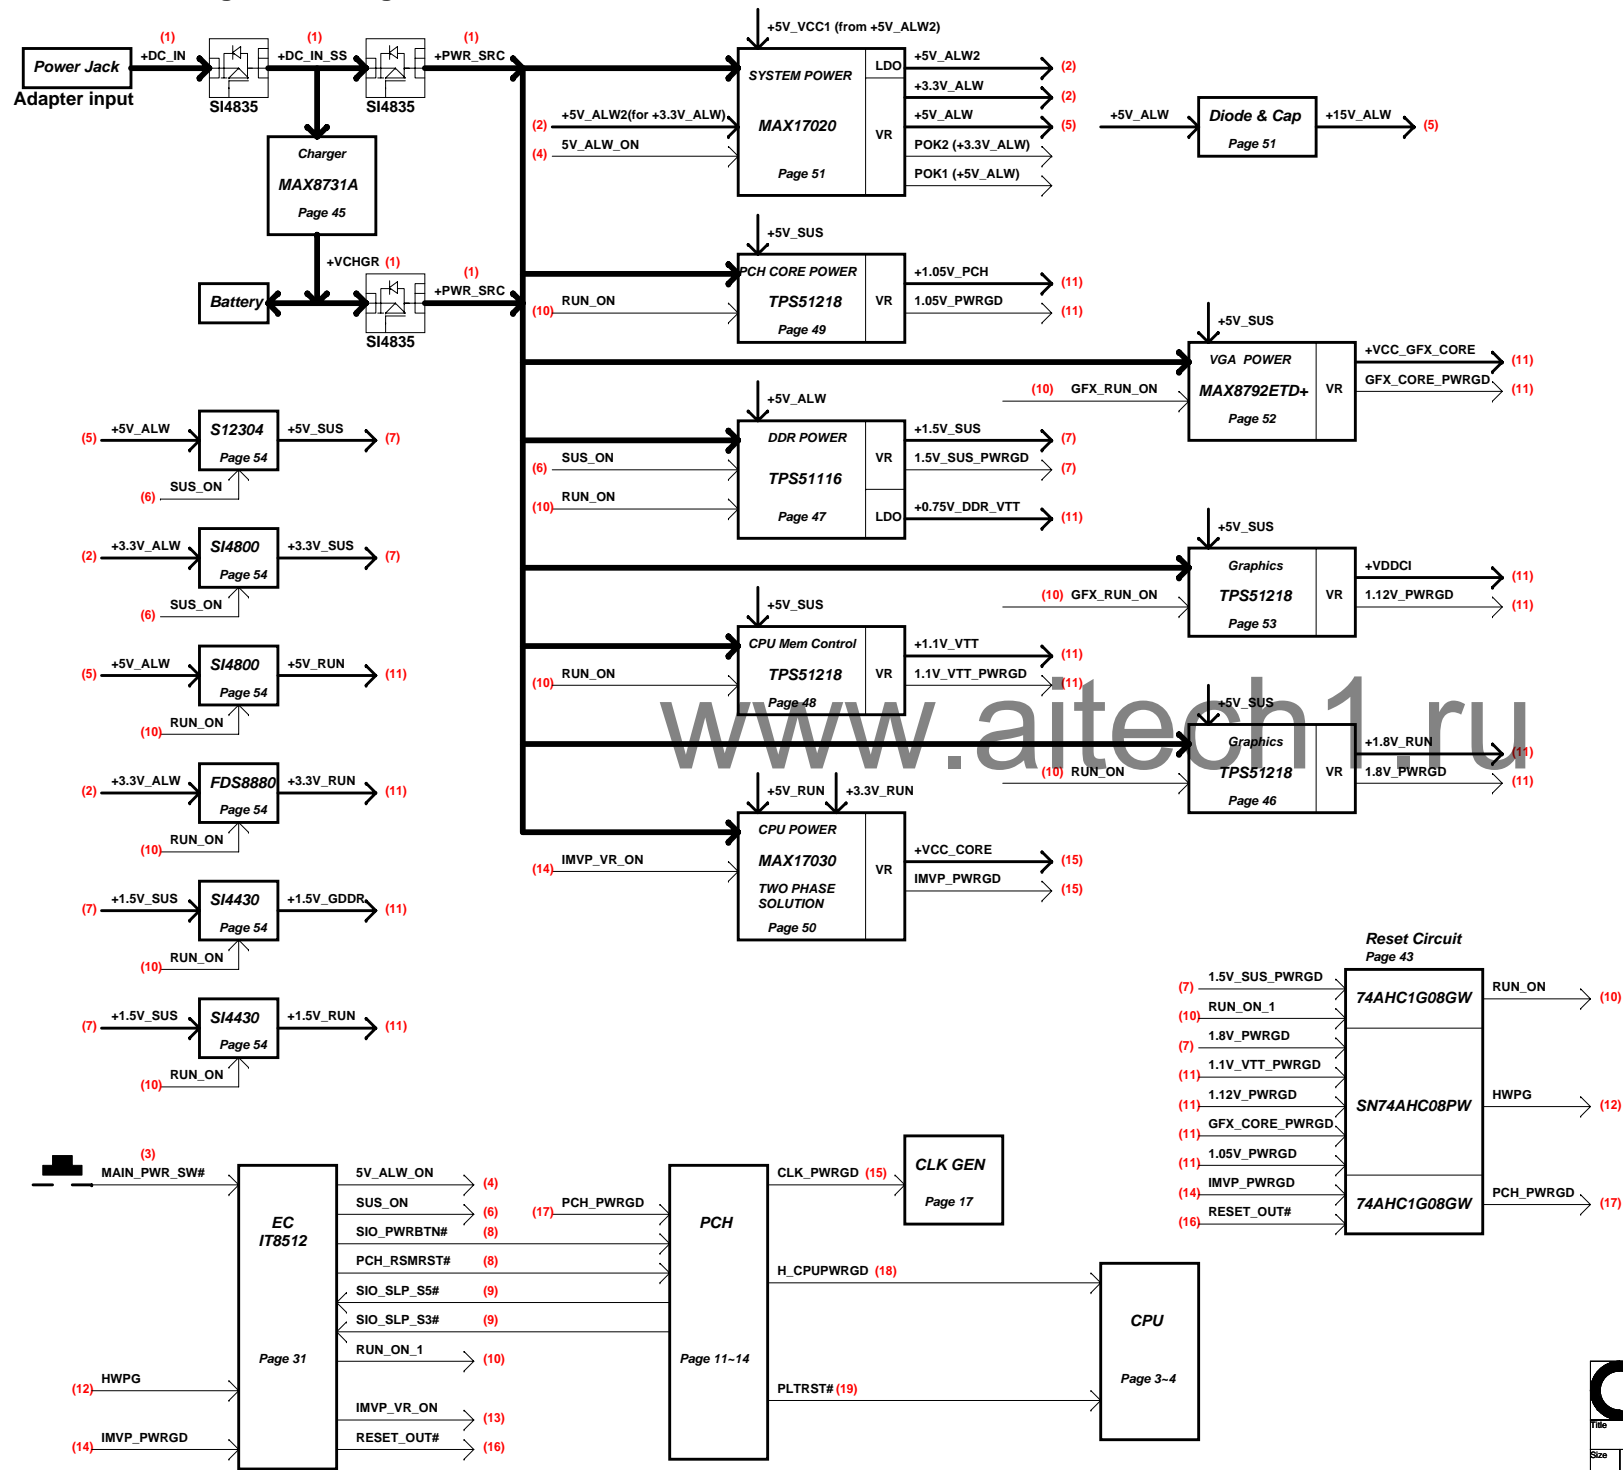 (1)
(1)
(1)
Power Jack
+DC_IN
+DC_IN_SS
+PWR_SRC
SI4835
SI4835
Adapter input
Charger
MAX8731A
Page 45
+VCHGR (1)
(1)
+PWR_SRC
Battery
SI4835
+5V_VCC1 (from +5V_ALW2)
SYSTEM POWER
MAX17020
Page 51
LDO
VR
+5V_ALW2
(2)
+3.3V_ALW
(2)
(2)
+5V_ALW2(for +3.3V_ALW)
+5V_ALW
(5)
(4)
5V_ALW_ON
POK2 (+3.3V_ALW)
POK1 (+5V_ALW)
+5V_ALW
Diode & Cap
Page 51
+15V_ALW
(5)
+5V_SUS
PCH CORE POWER
TPS51218
Page 49
VR
+1.05V_PCH
(11)
(10)
RUN_ON
1.05V_PWRGD
(11)
+5V_SUS
VGA POWER
MAX8792ETD+
Page 52
VR
+VCC_GFX_CORE
(11)
(10)
GFX_RUN_ON
GFX_CORE_PWRGD
(11)
+5V_ALW
DDR POWER
TPS51116
Page 47
VR
LDO
+1.5V_SUS
(7)
(6)
SUS_ON
1.5V_SUS_PWRGD
(7)
(10)
RUN_ON
+0.75V_DDR_VTT
(11)
+5V_SUS
Graphics
TPS51218
Page 53
VR
+VDDCI
(11)
(10)
GFX_RUN_ON
1.12V_PWRGD
(11)
+5V_SUS
CPU Mem Control
TPS51218
Page 48
VR
+1.1V_VTT
(11)
(10)
RUN_ON
1.1V_VTT_PWRGD
(11)
www.aitech1.ru
+5V_SUS
Graphics
TPS51218
Page 46
VR
+1.8V_RUN
(11)
(10)
RUN_ON
1.8V_PWRGD
(11)
+5V_RUN
+3.3V_RUN
CPU POWER
MAX17030
TWO PHASE
SOLUTION
Page 50
VR
+VCC_CORE
(15)
(14)
IMVP_VR_ON
IMVP_PWRGD
(15)
(5)
+5V_ALW
S12304
Page 54
+5V_SUS
(7)
(6)
SUS_ON
(2)
+3.3V_ALW
SI4800
Page 54
+3.3V_SUS
(7)
(6)
SUS_ON
(5)
+5V_ALW
SI4800
Page 54
+5V_RUN
(11)
(10)
RUN_ON
(2)
+3.3V_ALW
FDS8880
Page 54
+3.3V_RUN
(11)
(10)
RUN_ON
(7)
+1.5V_SUS
SI4430
Page 54
+1.5V_GDDR
(11)
(10)
RUN_ON
(7)
+1.5V_SUS
SI4430
Page 54
+1.5V_RUN
(11)
(10)
RUN_ON
Reset Circuit
Page 43
(7)
1.5V_SUS_PWRGD
(10)
RUN_ON_1
74AHC1G08GW
RUN_ON
(10)
(7)
1.8V_PWRGD
(11)
1.1V_VTT_PWRGD
(11)
1.12V_PWRGD
SN74AHC08PW
HWPG
(12)
(11)
GFX_CORE_PWRGD
(11)
1.05V_PWRGD
(14)
IMVP_PWRGD
74AHC1G08GW
PCH_PWRGD
(17)
(16)
RESET_OUT#
(3)
MAIN_PWR_SW#
EC
IT8512
Page 31
5V_ALW_ON
(4)
SUS_ON
(6)
SIO_PWRBTN#
(8)
PCH_RSMRST#
(8)
SIO_SLP_S5#
(9)
SIO_SLP_S3#
(9)
RUN_ON_1
(10)
(12)
HWPG
IMVP_VR_ON
(13)
(14)
IMVP_PWRGD
RESET_OUT#
(16)
(17)
PCH_PWRGD
PCH
Page 11~14
CLK_PWRGD (15)
CLK GEN
Page 17
H_CPUPWRGD (18)
CPU
Page 3~4
PLTRST# (19)
Title
Size